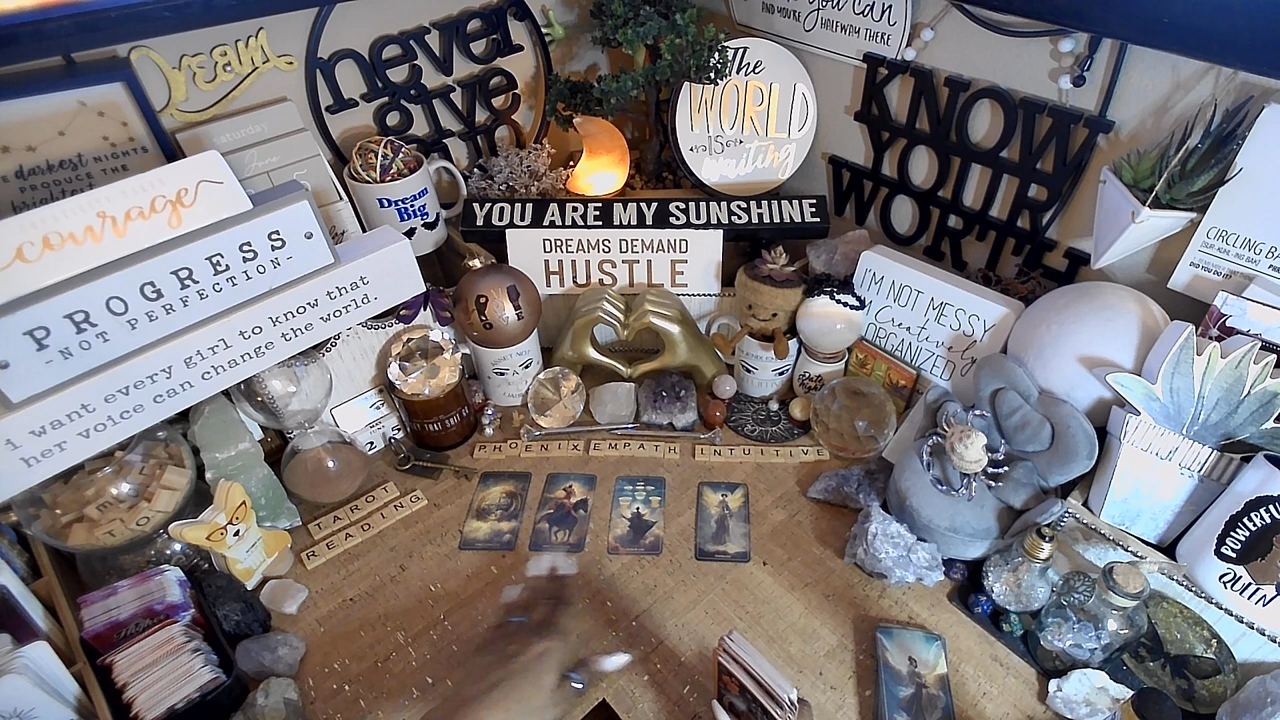 Dream
never
give
up
you can
AND YOU'RE HALFWAY THERE
The
WORLD
IS
waiting
KNOW
YOUR
WORTH
darkest NIGHTS
PRODUCE THE
Saturday
June
courage
PROGRESS
-NOT PERFECTION-
i want every girl to know that
her voice can change the world.
Dream
Big
YOU ARE MY SUNSHINE
DREAMS DEMAND
HUSTLE
I'M NOT MESSY
I'M Creatively
ORGANIZED
CIRCLING
DID YOU DO IT?
PHOENIX EMPATH INTUITIVE
TAROT
READING
Date
Night
POWERFUL
QUEEN